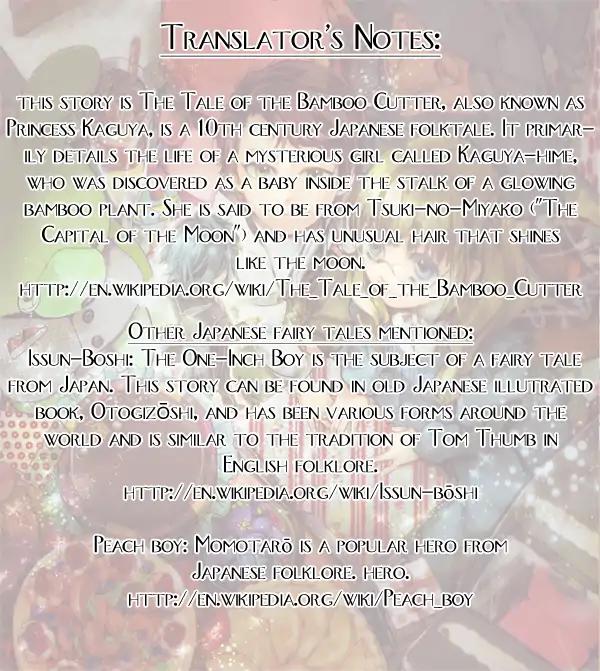 Translator's Notes:
this story is The Tale of the Bamboo Cutter, also known as
Princess Kaguya, is a 10th century Japanese folktale. It primar-
ily details the life of a mysterious girl called Kaguya-hime,
who was discovered as a baby inside the stalk of a glowing
bamboo plant. She is said to be from Tsuki-no-Miyako ("The
Capital of the Moon") and has unusual hair that shines
like the moon.
http://en.wikipedia.org/wiki/The_Tale_of_the_Bamboo_Cutter
Other Japanese fairy tales mentioned:
Issun-Boshi: The One-Inch Boy is the subject of a fairy tale
from Japan. This story can be found in old Japanese illutrated
book, Otogizōshi, and has been various forms around the
world and is similar to the tradition of Tom Thumb in
English folklore.
http://en.wikipedia.org/wiki/Issun-bōshi
Peach boy: Momotarō is a popular hero from
Japanese folklore. hero.
http://en.wikipedia.org/wiki/Peach_boy